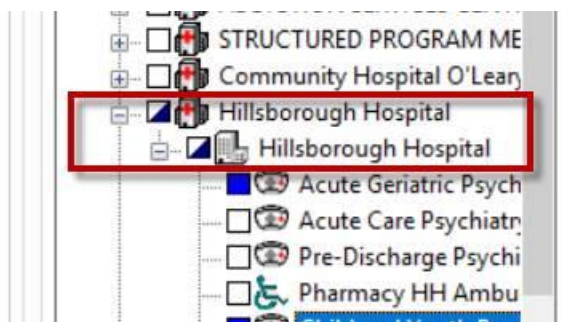 STRUCTURED PROGRAM ME
Community Hospital O'Leary
Hillsborough Hospital
Hillsborough Hospital
Acute Geriatric Psych
Acute Care Psychiatr
Pre-Discharge Psychi
Pharmacy HH Ambu